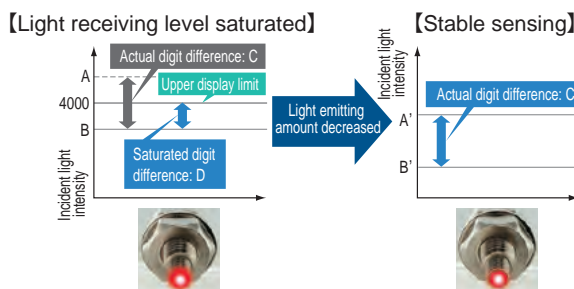 【Light receiving level saturated】
Incident light
intensity
A
4000
B
Actual digit difference: C
Upper display limit
Saturated digit
difference: D
Light emitting
amount decreased
【Stable sensing】
Incident light
intensity
Actual digit difference: C
A'
B'